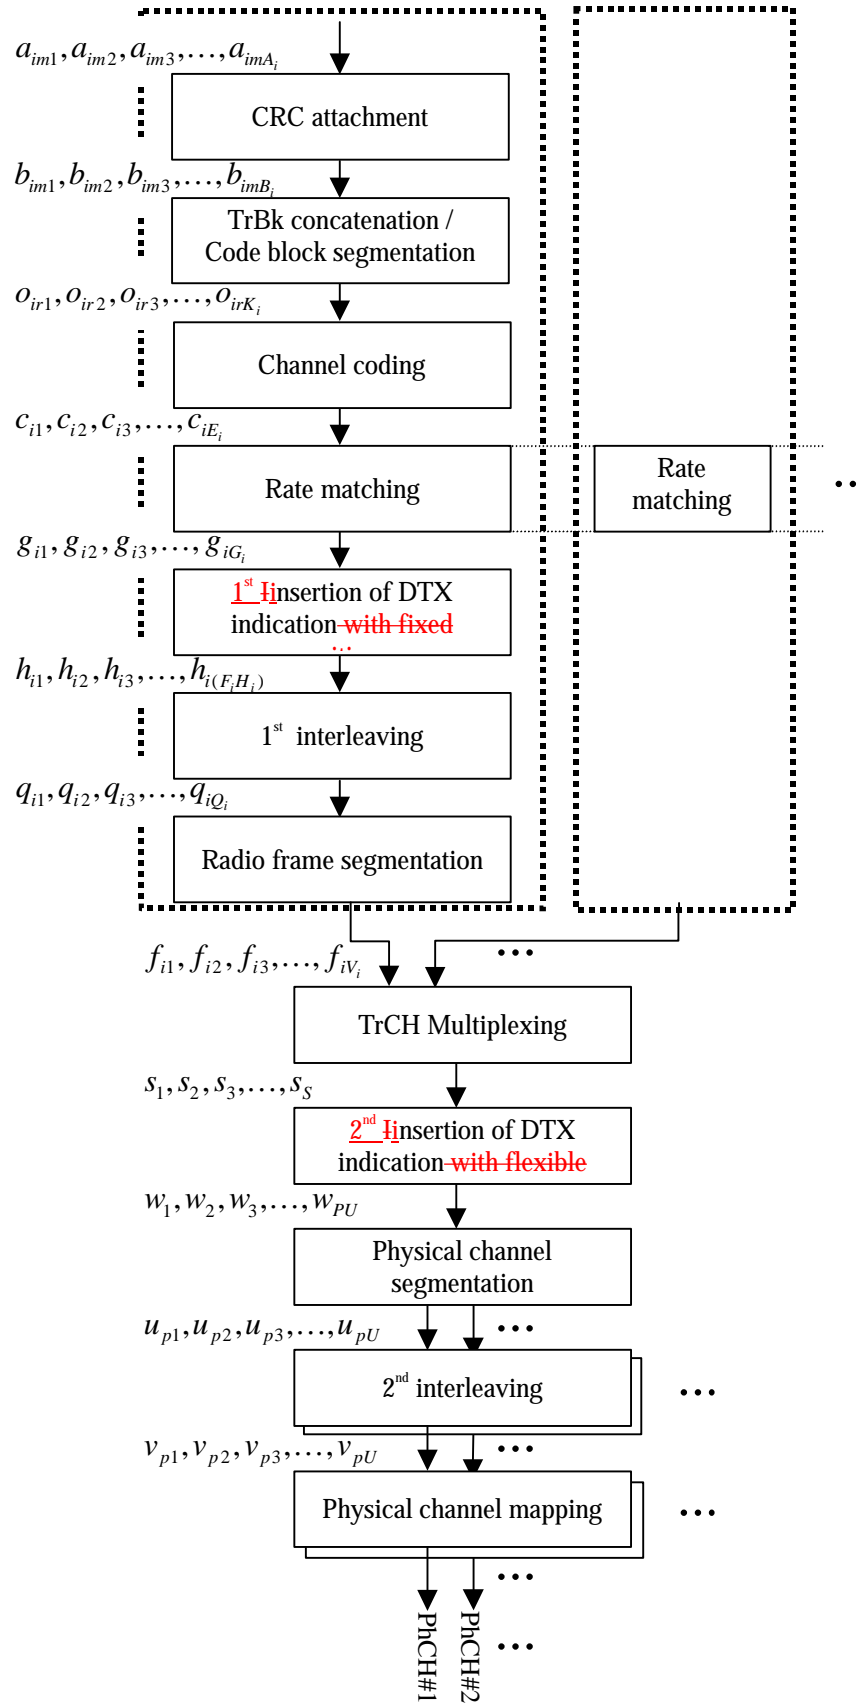 a_{im1}, a_{im2}, a_{im3}, …, a_{imA_i}
CRC attachment
b_{im1}, b_{im2}, b_{im3}, …, b_{imB_i}
TrBk concatenation /
Code block segmentation
o_{ir1}, o_{ir2}, o_{ir3}, …, o_{irK_i}
Channel coding
c_{i1}, c_{i2}, c_{i3}, …, c_{iE_i}
Rate matching
Rate
matching
…
g_{i1}, g_{i2}, g_{i3}, …, g_{iG_i}
1st Iinsertion of DTX
indication with fixed
…
h_{i1}, h_{i2}, h_{i3}, …, h_{i(F_iH_i)}
1st interleaving
q_{i1}, q_{i2}, q_{i3}, …, q_{iQ_i}
Radio frame segmentation
f_{i1}, f_{i2}, f_{i3}, …, f_{iV_i}
…
TrCH Multiplexing
s_1, s_2, s_3, …, s_S
2nd Iinsertion of DTX
indication with flexible
w_1, w_2, w_3, …, w_{PU}
Physical channel
segmentation
u_{p1}, u_{p2}, u_{p3}, …, u_{pU}
…
2nd interleaving
…
v_{p1}, v_{p2}, v_{p3}, …, v_{pU}
…
Physical channel mapping
…
…
PhCH#1
PhCH#2
…